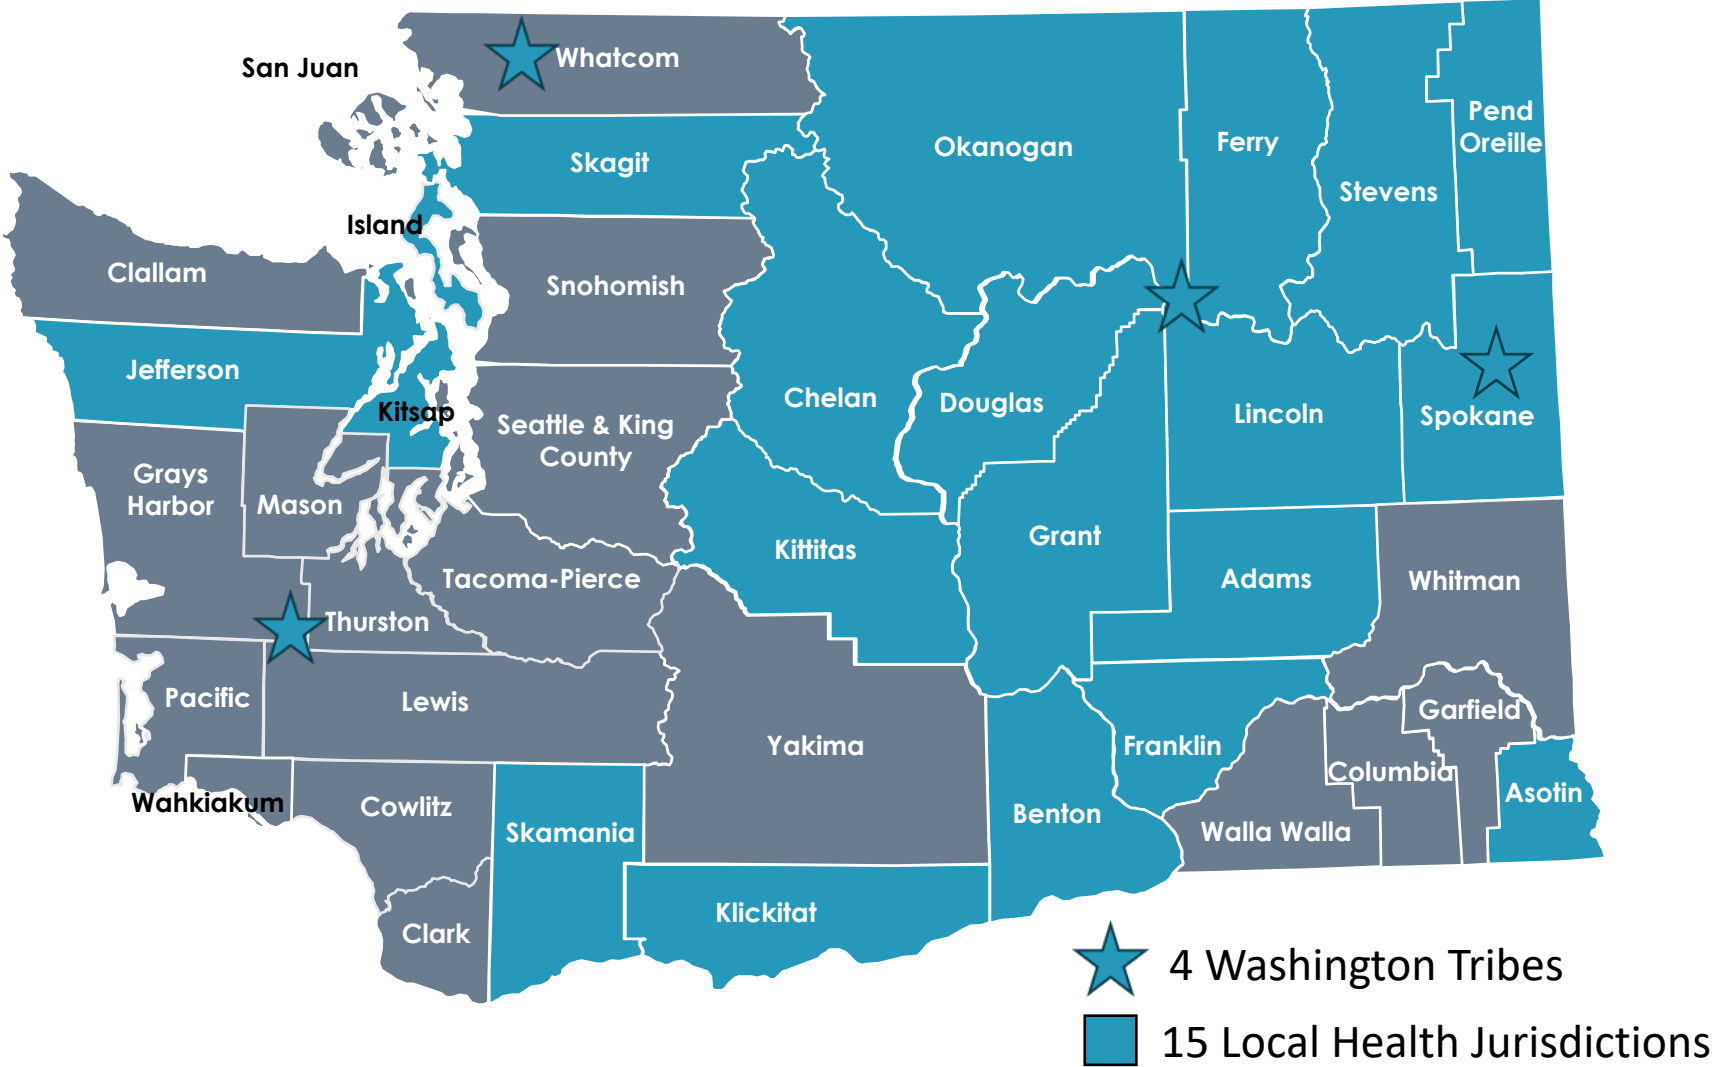 San Juan
Whatcom
Okanogan
Ferry
Stevens
Pend
Oreille
Skagit
Island
Clallam
Snohomish
Jefferson
Kitsap
Seattle & King
County
Chelan
Douglas
Lincoln
Spokane
Grays
Harbor
Mason
Kittitas
Grant
Adams
Whitman
Tacoma-Pierce
Thurston
Pacific
Lewis
Yakima
Franklin
Garfield
Columbia
Asotin
Wahkiakum
Cowlitz
Skamania
Benton
Walla Walla
Klickitat
Clark
4 Washington Tribes
15 Local Health Jurisdictions